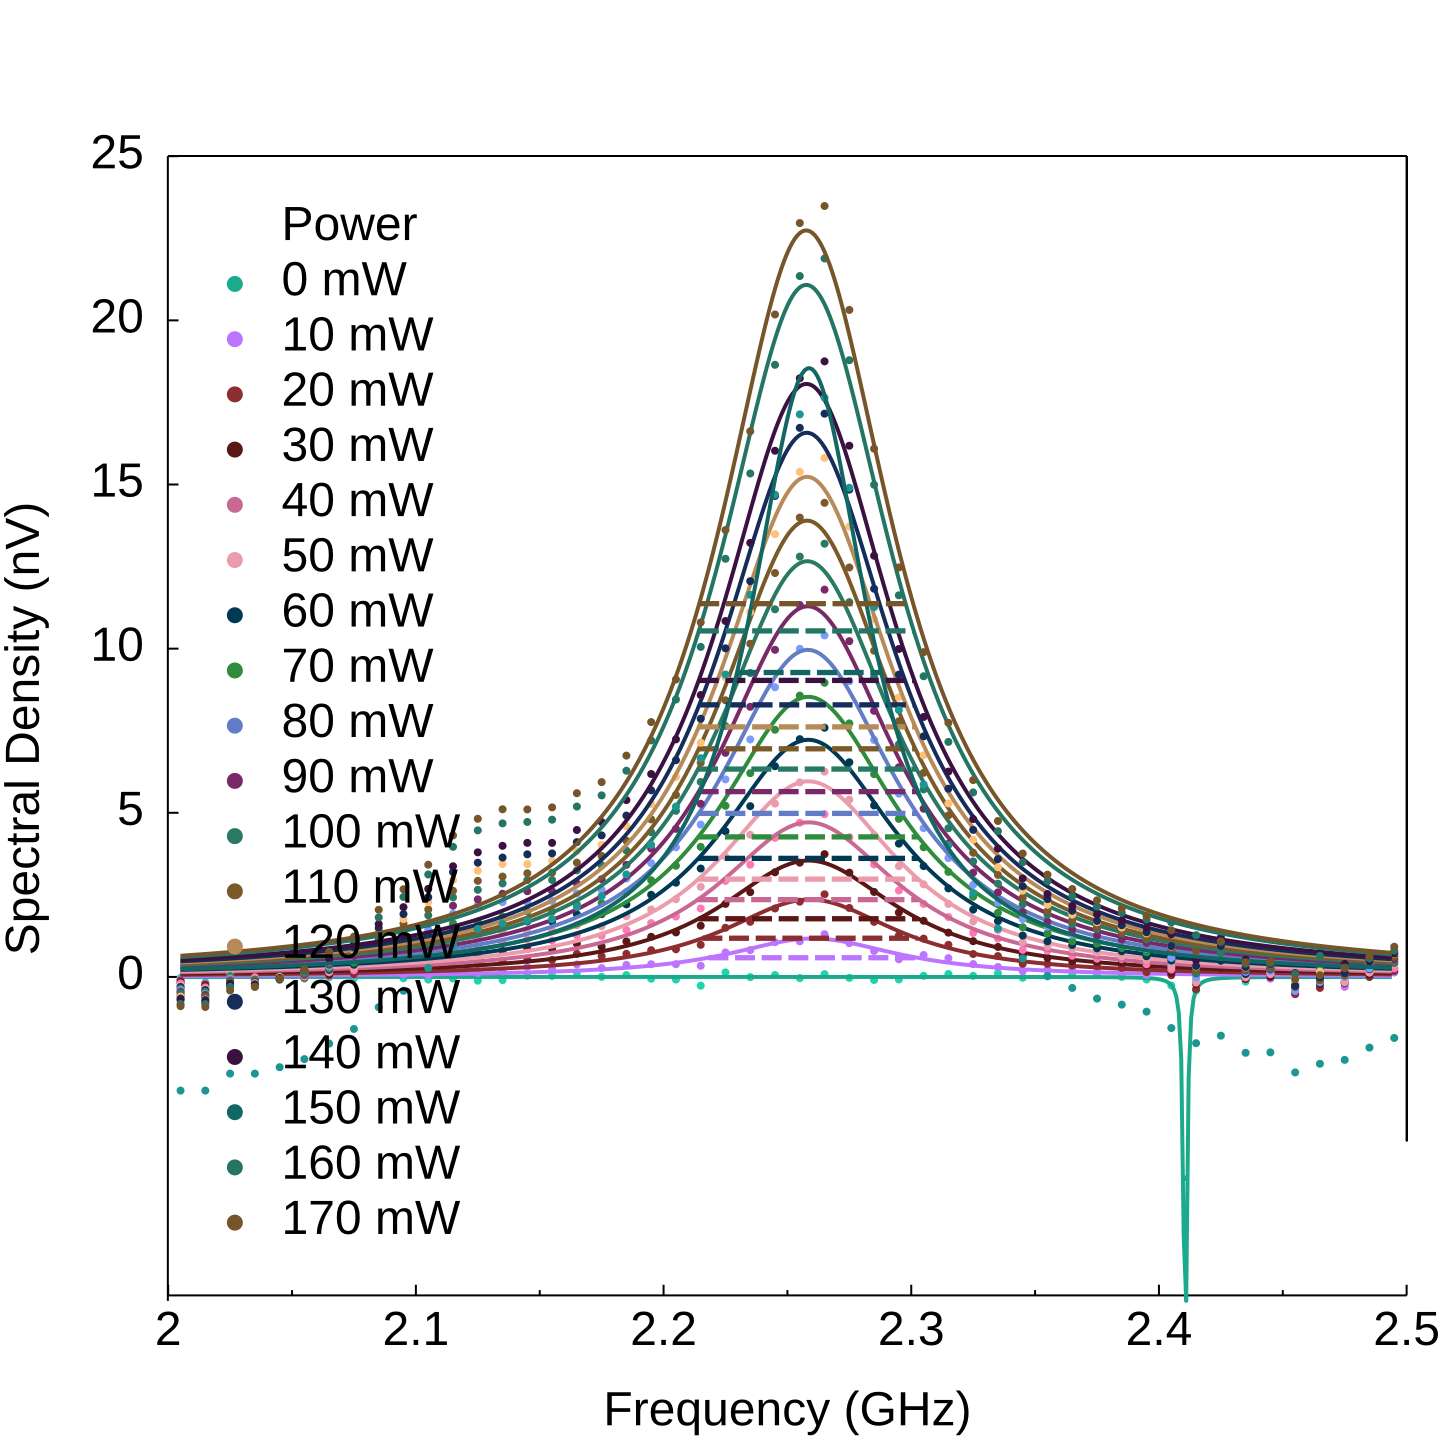 25
20
15
10
5
0
Spectral Density (nV)
Power
0 mW
10 mW
20 mW
30 mW
40 mW
50 mW
60 mW
70 mW
80 mW
90 mW
100 mW
110 mW
120 mW
130 mW
140 mW
150 mW
160 mW
170 mW
2 2.1 2.2 2.3 2.4 2.5
Frequency (GHz)